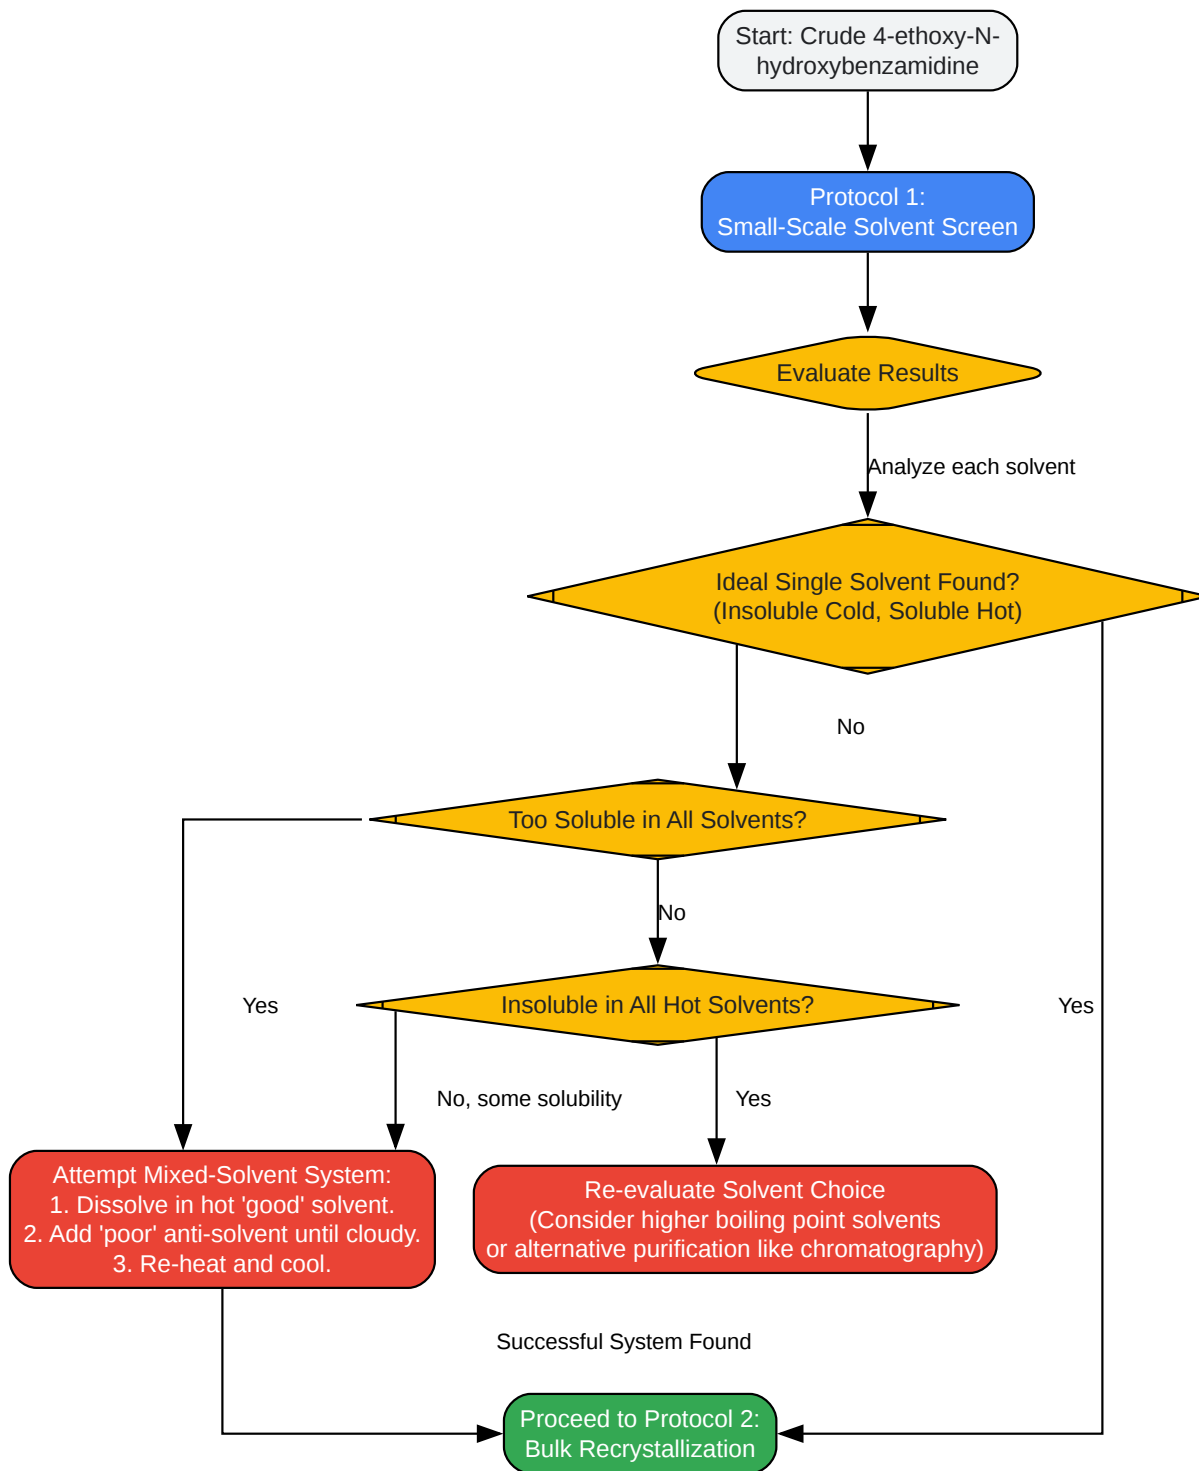 Start: Crude 4-ethoxy-N-
hydroxybenzamidine
Protocol 1:
Small-Scale Solvent Screen
Evaluate Results
Analyze each solvent
Ideal Single Solvent Found?
(Insoluble Cold, Soluble Hot)
No
Too Soluble in All Solvents?
No
Insoluble in All Hot Solvents?
Yes
Yes
No, some solubility
Yes
Attempt Mixed-Solvent System:
1. Dissolve in hot 'good' solvent.
2. Add 'poor' anti-solvent until cloudy.
3. Re-heat and cool.
Re-evaluate Solvent Choice
(Consider higher boiling point solvents
or alternative purification like chromatography)
Successful System Found
Proceed to Protocol 2:
Bulk Recrystallization